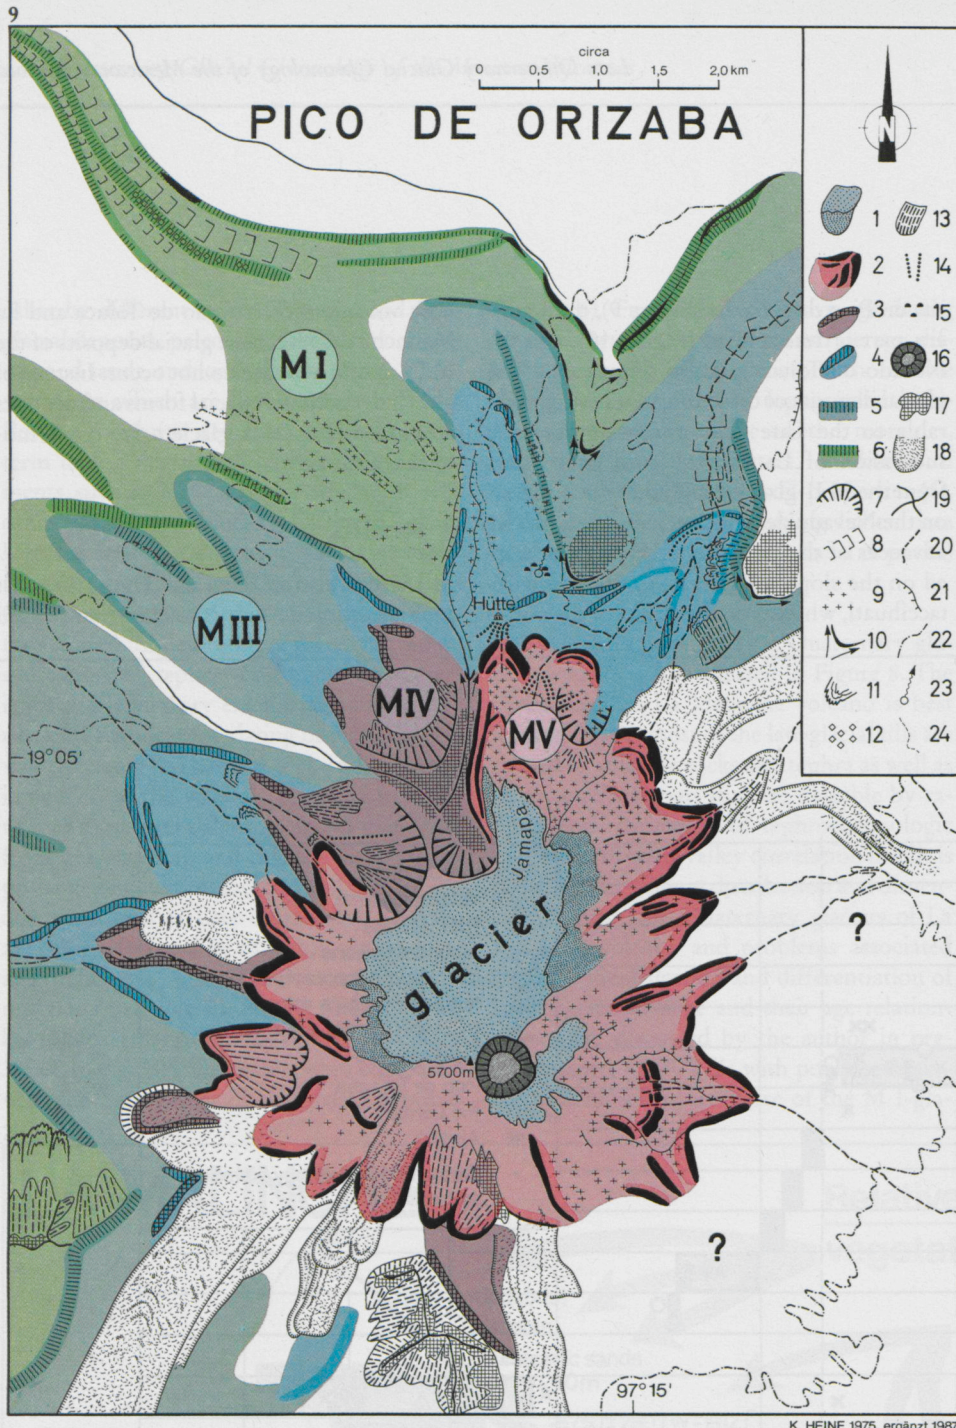 9
circa
0 0,5 1,0 1,5 2,0 km
PICO DE ORIZABA
N
1 13
2 14
3 15
4 16
5 17
6 18
7 19
8 20
9 21
10 22
11 23
12 24
M I
M III
Hütte
M IV
M V
19°05'
Jamapa
glacier
?
5700m
?
97°15'
K. HEINE 1975, ergänzt 1987